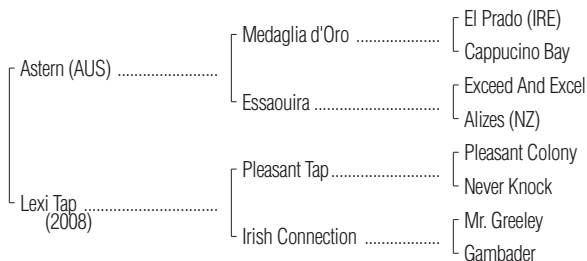 El Prado (IRE)
Medaglia d'Oro ....................
Cappucino Bay
Astern (AUS) ........................
Exceed And Excel
Essaouira ..............................
Alizes (NZ)
Pleasant Colony
Pleasant Tap........................
Never Knock
Lexi Tap ................................
(2008)
Mr. Greeley
Irish Connection ..................
Gambader